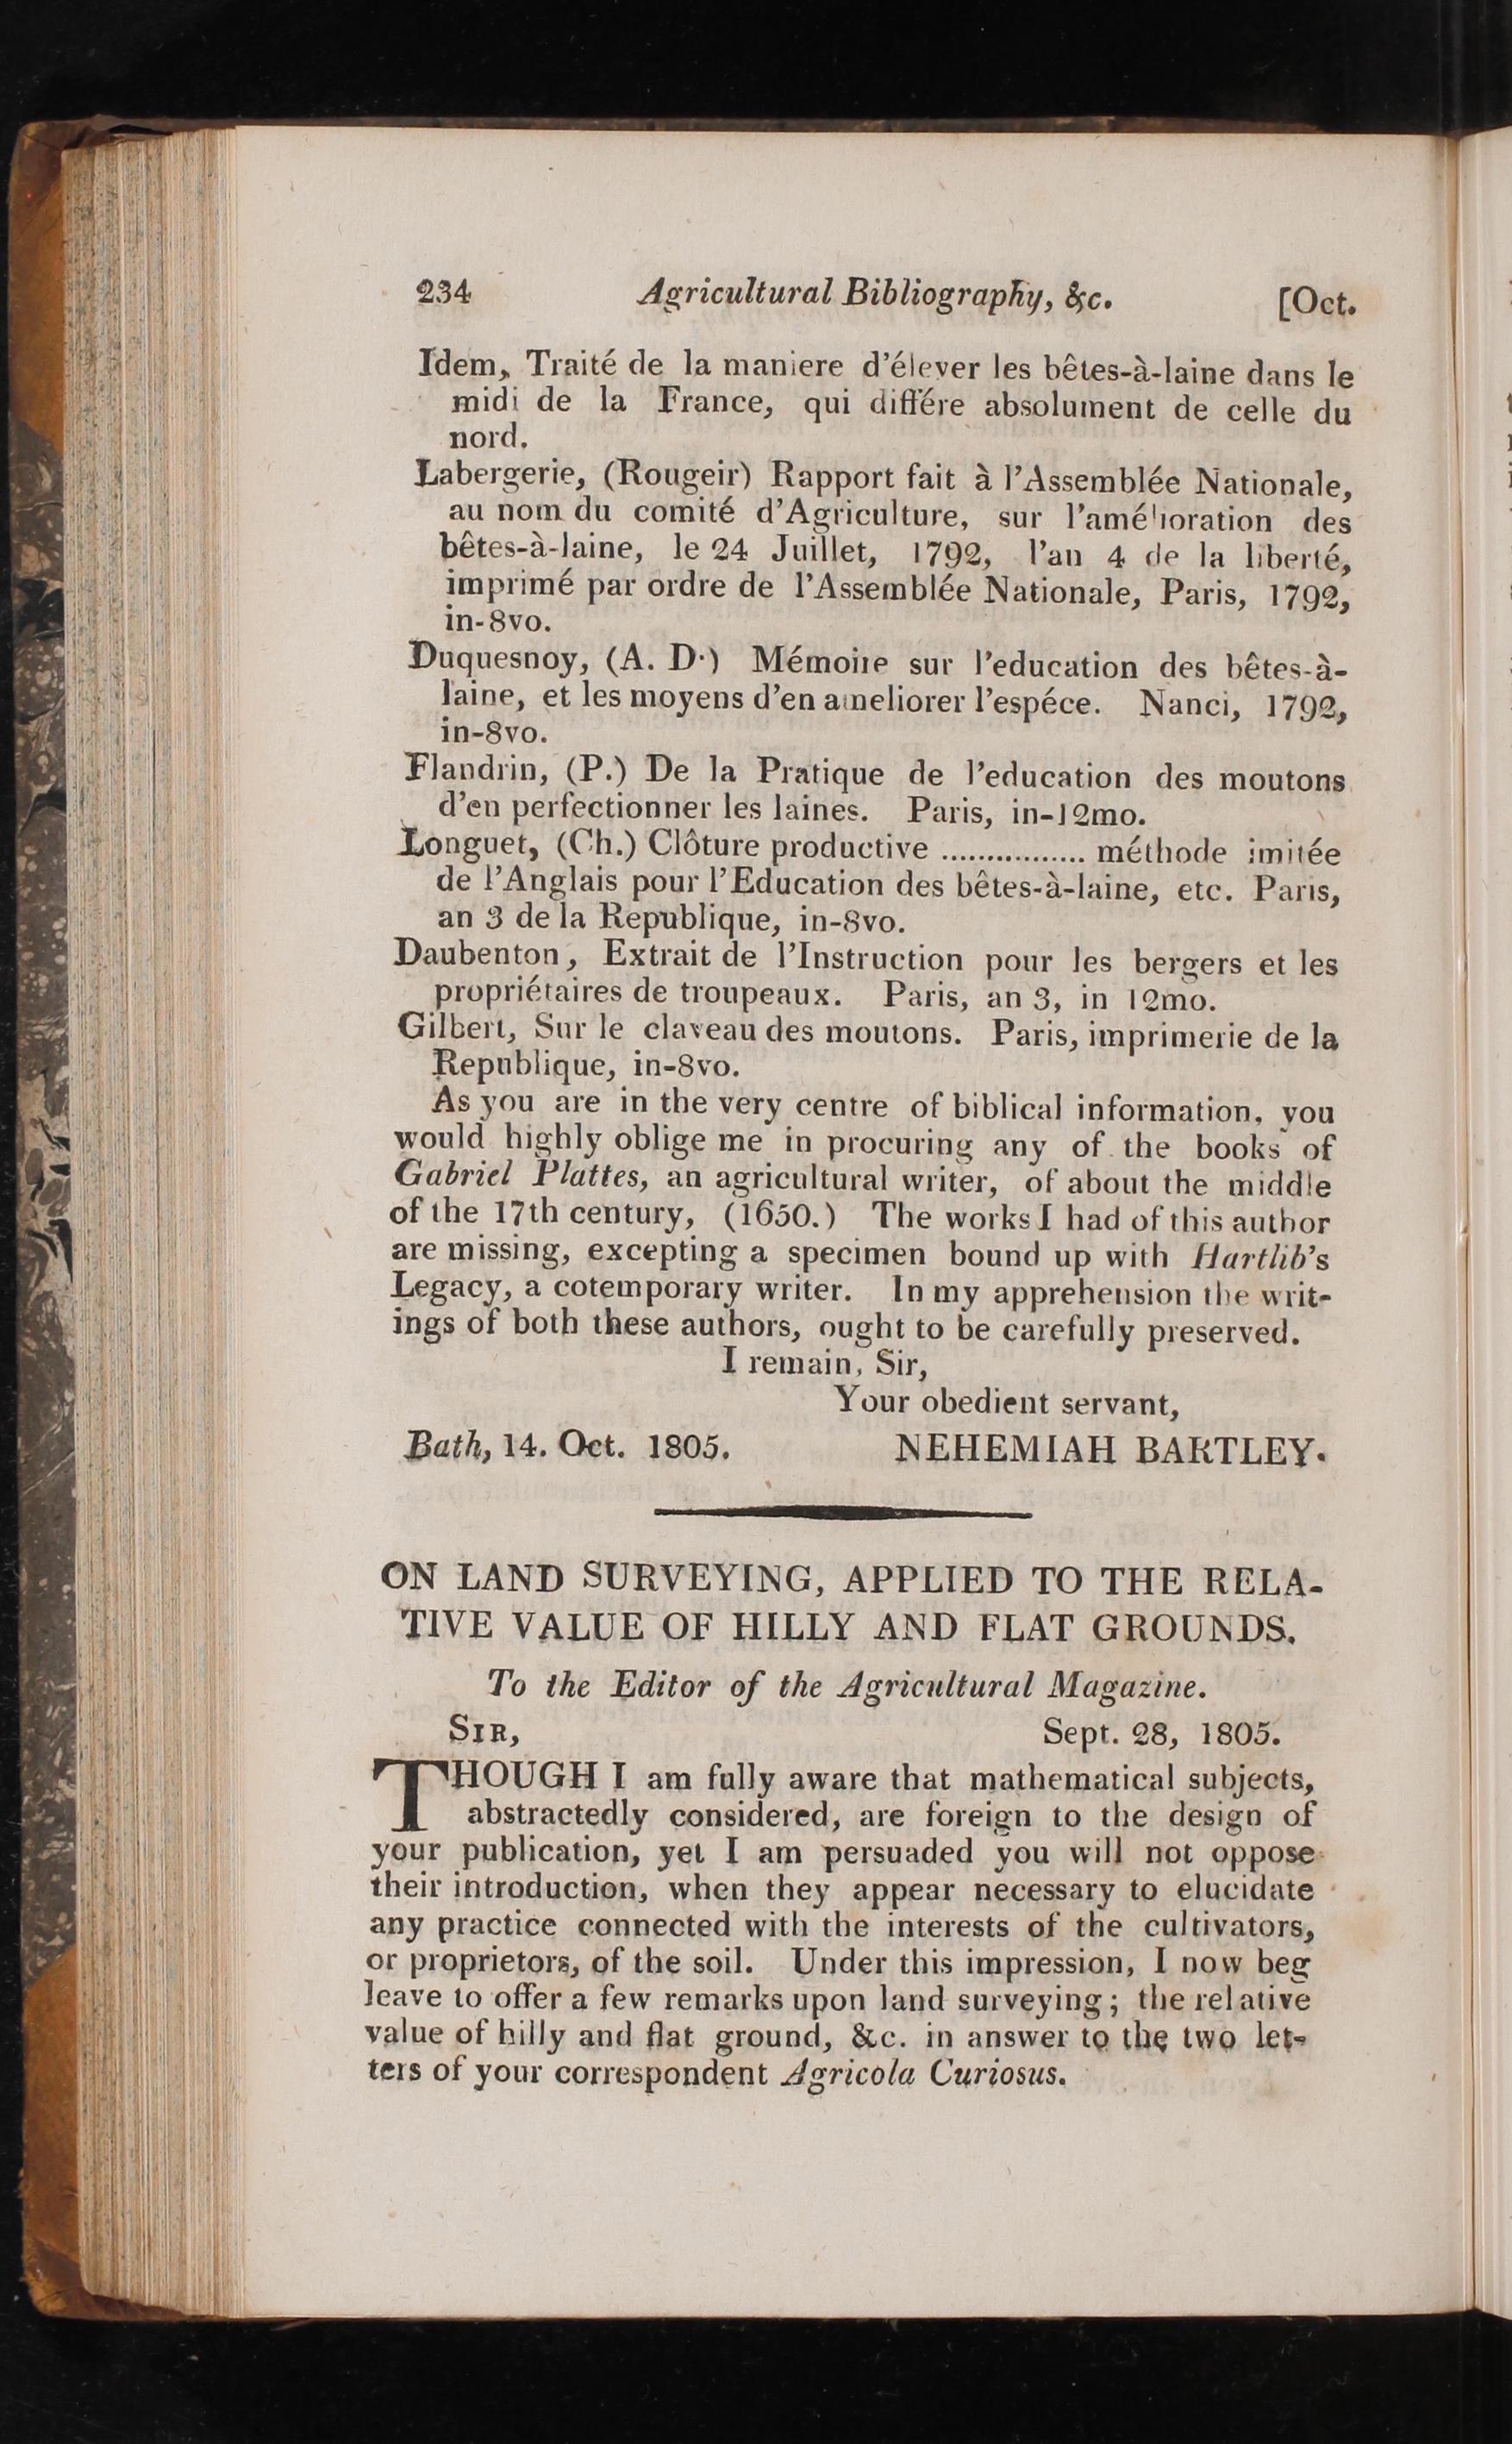 234 Agricultural Bibliography, &c. [Oct.
Idem, Traité de la maniere d'élever les bêtes-à-laine dans le
midi de la France, qui différe absolument de celle du
nord.
Labergerie, (Rougeir) Rapport fait à l'Assemblée Nationale,
au nom du comité d'Agriculture, sur l'amélioration des
bêtes-à-laine, le 24 Juillet, 1792, l'an 4 de la liberté,
imprimé par ordre de l'Assemblée Nationale, Paris, 1792,
in-8vo.
Duquesnoy, (A. D.) Mémoire sur l'education des bêtes-à-
laine, et les moyens d'en ameliorer l'espéce. Nanci, 1792,
in-8vo.
Flandrin, (P.) De la Pratique de l'education des moutons
d'en perfectionner les laines. Paris, in-12mo.
Longuet, (Ch.) Clôture productive ................ méthode imitée
de l'Anglais pour l'Education des bêtes-à-laine, etc. Paris,
an 3 de la Republique, in-8vo.
Daubenton, Extrait de l'Instruction pour les bergers et les
propriétaires de troupeaux. Paris, an 3, in 12mo.
Gilbert, Sur le claveau des moutons. Paris, imprimerie de la
Republique, in-8vo.
As you are in the very centre of biblical information, you
would highly oblige me in procuring any of the books of
Gabriel Plattes, an agricultural writer, of about the middle
of the 17th century, (1650.) The works I had of this author
are missing, excepting a specimen bound up with Hartlib's
Legacy, a cotemporary writer. In my apprehension the writ-
ings of both these authors, ought to be carefully preserved.
I remain, Sir,
Your obedient servant,
Bath, 14. Oct. 1805. NEHEMIAH BARTLEY.
ON LAND SURVEYING, APPLIED TO THE RELA-
TIVE VALUE OF HILLY AND FLAT GROUNDS.
To the Editor of the Agricultural Magazine.
SIR, Sept. 28, 1805.
THOUGH I am fully aware that mathematical subjects,
abstractedly considered, are foreign to the design of
your publication, yet I am persuaded you will not oppose
their introduction, when they appear necessary to elucidate
any practice connected with the interests of the cultivators,
or proprietors, of the soil. Under this impression, I now beg
leave to offer a few remarks upon land surveying; the relative
value of hilly and flat ground, &c. in answer to the two let-
ters of your correspondent Agricola Curiosus.